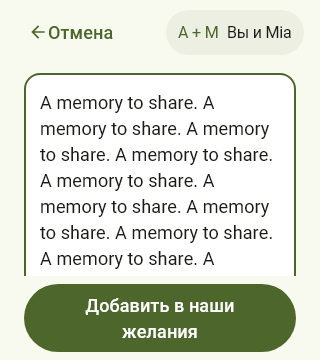 ←Отмена
A + M Вы и Mia
A memory to share. A
memory to share. A memory
to share. A memory to share.
A memory to share. A
memory to share. A memory
to share. A memory to share.
A memory to share. A
Добавить в наши
желания